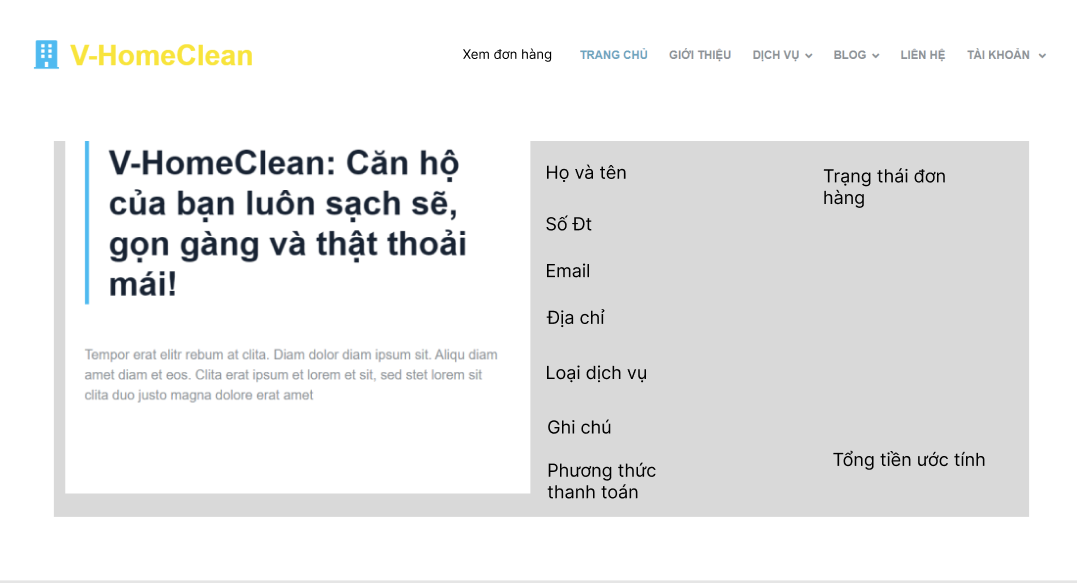 V-HomeClean
Xem đơn hàng
TRANG CHỦ
GIỚI THIỆU
DỊCH VỤ
BLOG
LIÊN HỆ
TÀI KHOẢN
V-HomeClean: Căn hộ
của bạn luôn sạch sẽ,
gọn gàng và thật thoải
mái!
Tempor erat elitr rebum at clita. Diam dolor diam ipsum sit. Aliqu diam
amet diam et eos. Clita erat ipsum et lorem et sit, sed stet lorem sit
clita duo justo magna dolore erat amet
Họ và tên
Số Đt
Email
Địa chỉ
Loại dịch vụ
Ghi chú
Phương thức
thanh toán
Trạng thái đơn
hàng
Tổng tiền ước tính